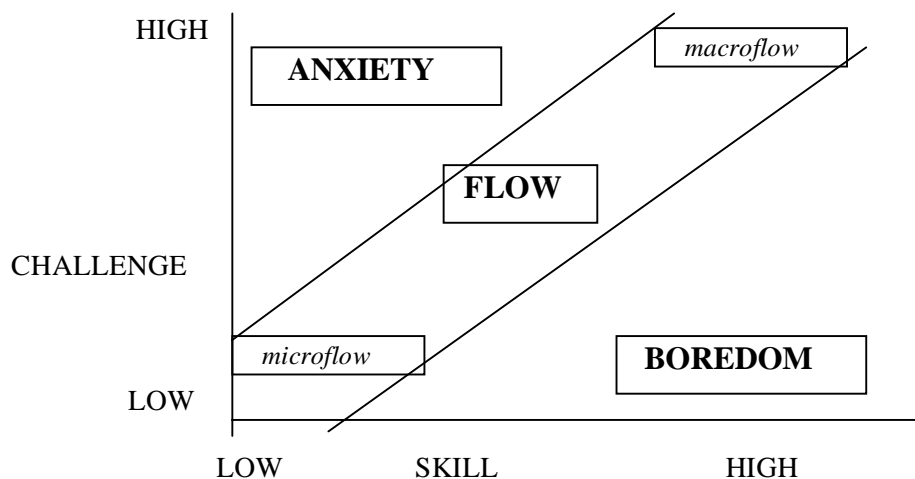 HIGH
macroflow
ANXIETY
FLOW
CHALLENGE
microflow
BOREDOM
LOW
LOW SKILL HIGH